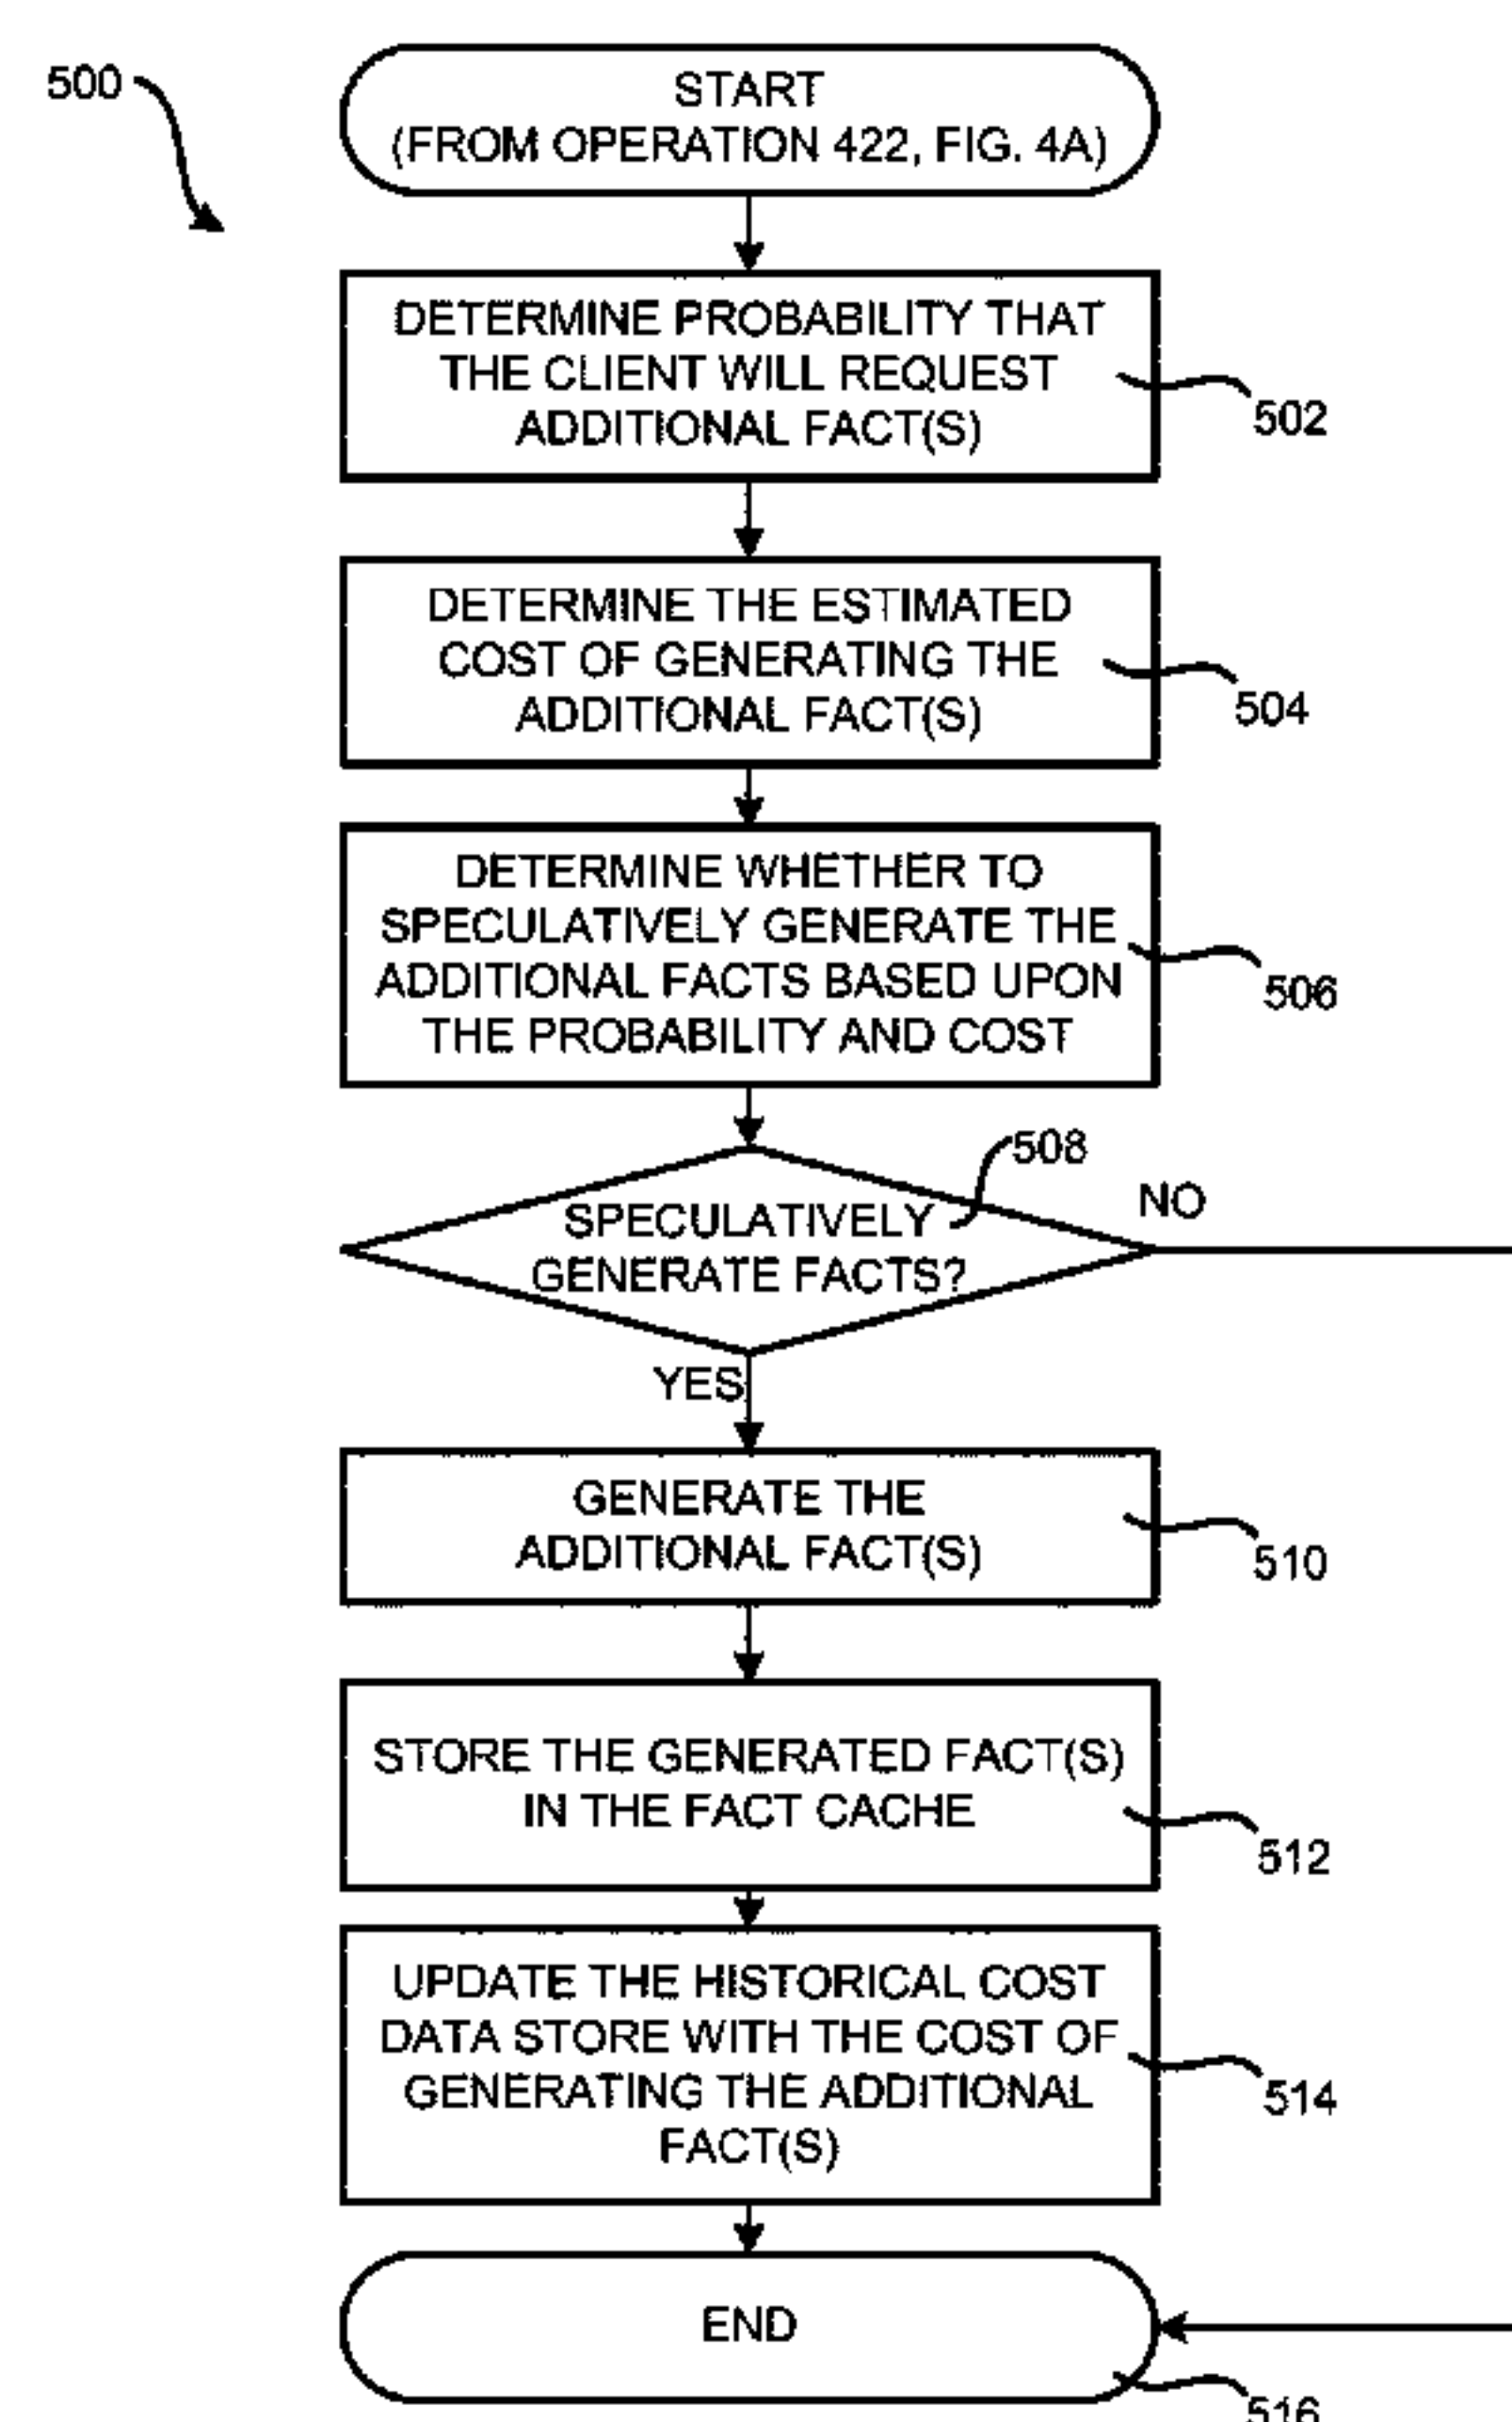 500
START
(FROM OPERATION 422, FIG. 4A)
DETERMINE PROBABILITY THAT
THE CLIENT WILL REQUEST
ADDITIONAL FACT(S)
502
DETERMINE THE ESTIMATED
COST OF GENERATING THE
ADDITIONAL FACT(S)
504
DETERMINE WHETHER TO
SPECULATIVELY GENERATE THE
ADDITIONAL FACTS BASED UPON
THE PROBABILITY AND COST
506
508
NO
SPECULATIVELY
GENERATE FACTS?
YES
GENERATE THE
ADDITIONAL FACT(S)
510
STORE THE GENERATED FACT(S)
IN THE FACT CACHE
512
UPDATE THE HISTORICAL COST
DATA STORE WITH THE COST OF
GENERATING THE ADDITIONAL
FACT(S)
514
END
516